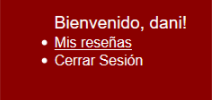 Bienvenido, dani!
Mis reseñas
Cerrar Sesión